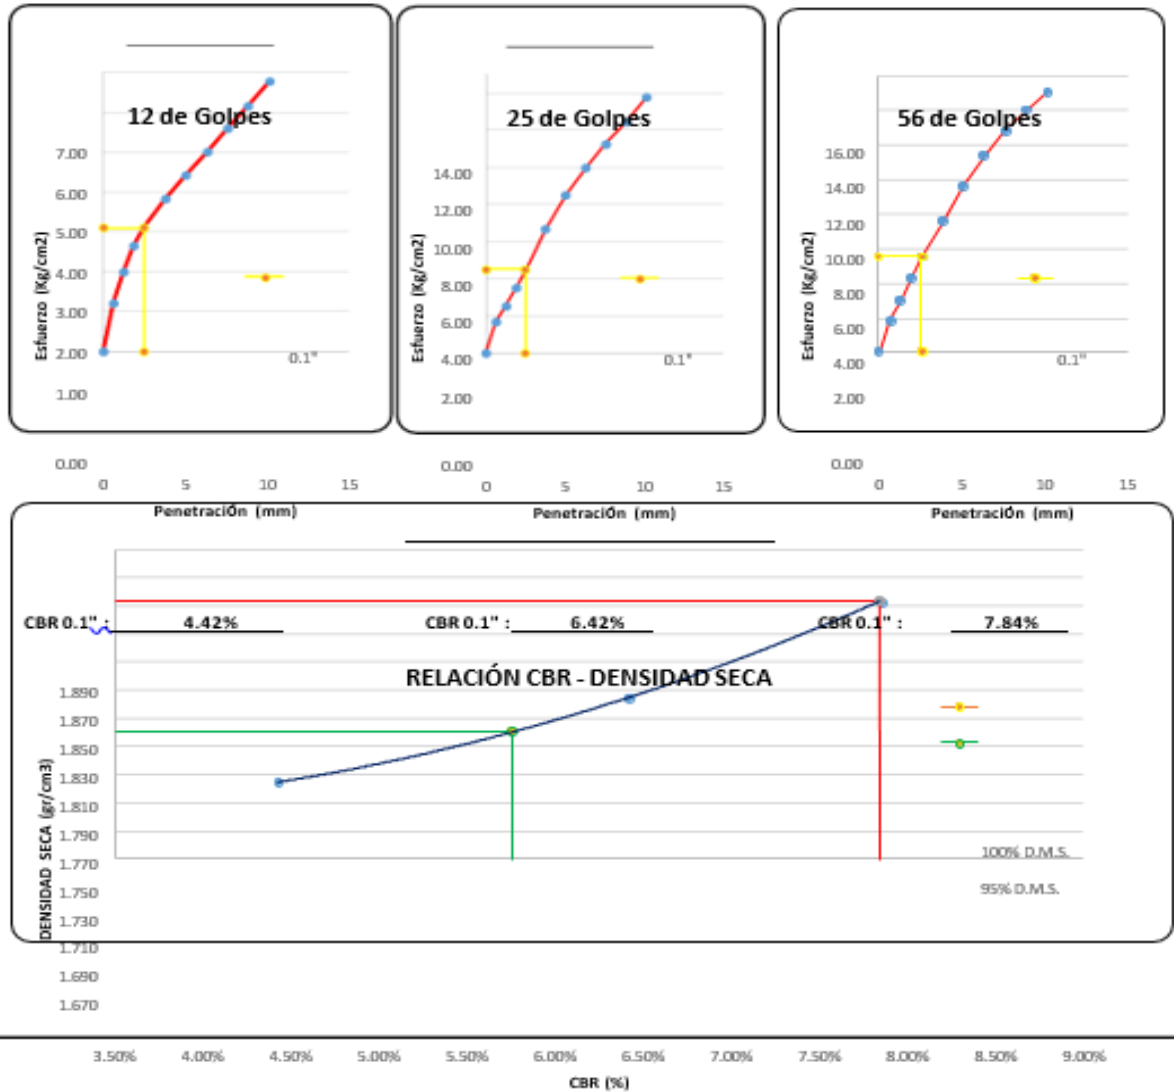 12 de Golpes
25 de Golpes
56 de Golpes
Esfuerzo (Kg/cm2)
7.00
6.00
5.00
4.00
3.00
2.00
1.00
0.00
0.1"
0 5 10 15
Penetración (mm)
Esfuerzo (Kg/cm2)
14.00
12.00
10.00
8.00
6.00
4.00
2.00
0.00
0.1"
0 5 10 15
Penetración (mm)
Esfuerzo (Kg/cm2)
16.00
14.00
12.00
10.00
8.00
6.00
4.00
2.00
0.00
0.1"
0 5 10 15
Penetración (mm)
CBR 0.1" : 4.42%
CBR 0.1" : 6.42%
CBR 0.1" : 7.84%
RELACIÓN CBR - DENSIDAD SECA
DENSIDAD SECA (gr/cm3)
1.890
1.870
1.850
1.830
1.810
1.790
1.770
1.750
1.730
1.710
1.690
1.670
100% D.M.S.
95% D.M.S.
3.50% 4.00% 4.50% 5.00% 5.50% 6.00% 6.50% 7.00% 7.50% 8.00% 8.50% 9.00%
CBR (%)